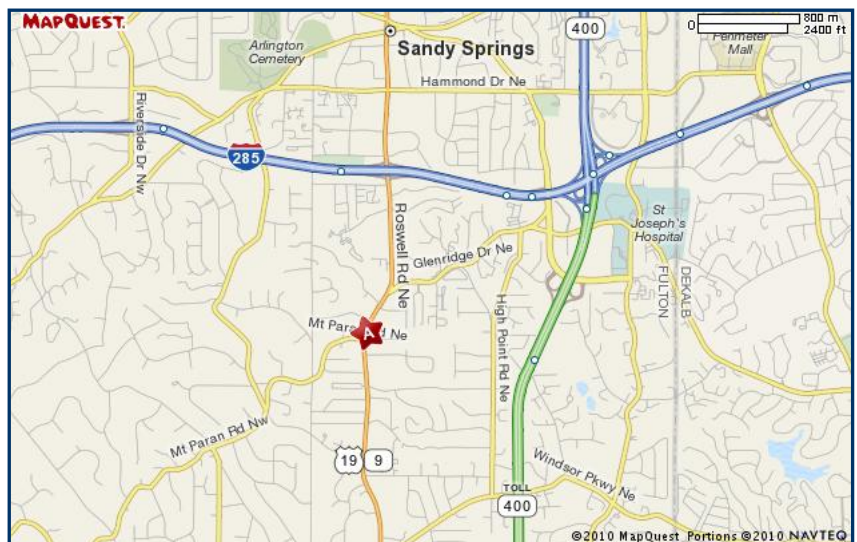 MAPQUEST.
400
0
800 m
2400 ft
Arlington
Cemetery
Sandy Springs
Perimeter
Mall
Hammond Dr Ne
Riverside Dr Nw
285
Roswell Rd Ne
St
Joseph's
Hospital
Glenridge Dr Ne
FULTON
DEKALB
High Point Rd Ne
Mt Paran Rd Ne
A
Mt Paran Rd Nw
19
9
Windsor Pkwy Ne
TOLL
400
©2010 MapQuest Portions ©2010 NAVTEQ